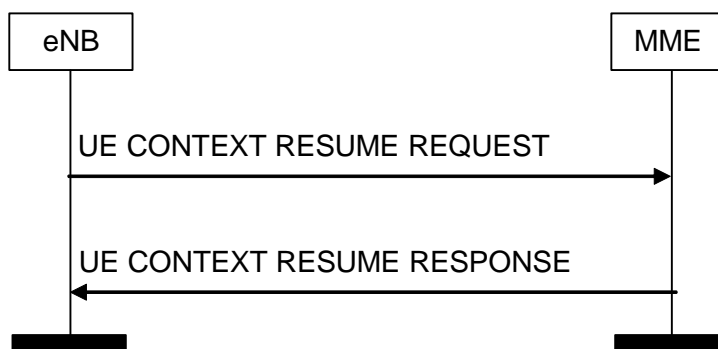 eNB
MME
UE CONTEXT RESUME REQUEST
UE CONTEXT RESUME RESPONSE